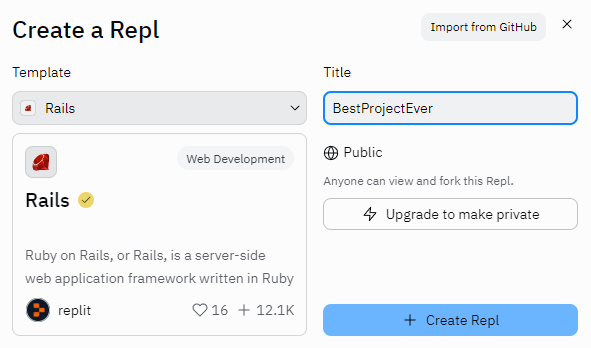 Create a Repl
Import from GitHub
Template
Rails
Web Development
Rails
Ruby on Rails, or Rails, is a server-side
web application framework written in Ruby
replit
16
12.1K
Title
BestProjectEver
Public
Anyone can view and fork this Repl.
Upgrade to make private
Create Repl